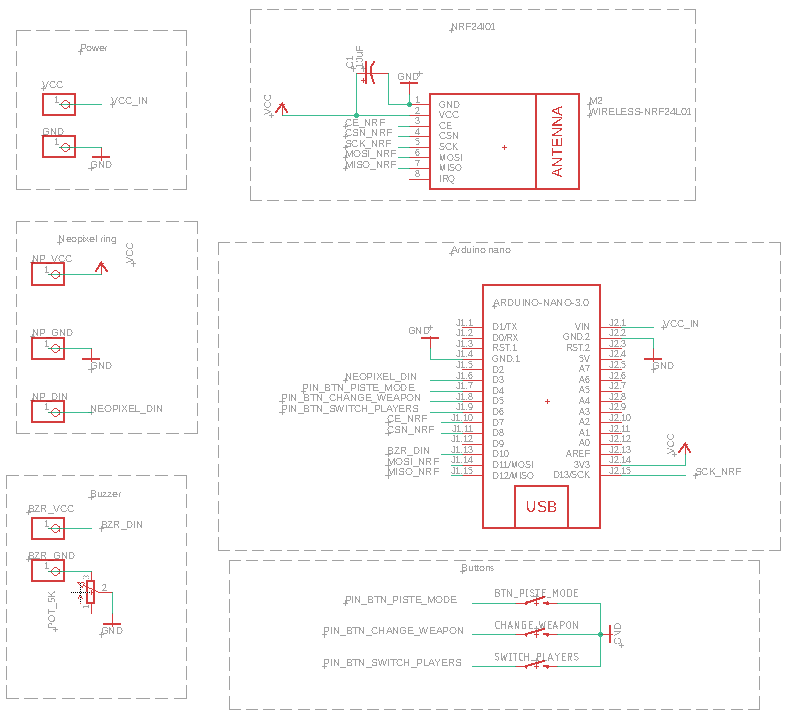 Power
VCC
1
VCC_IN
GND
1
GND
NRF24l01
C1
10uF
GND
VCC
1 GND
2 VCC
CE_NRF 3 CE
CSN_NRF 4 CSN
SCK_NRF 5 SCK
MOSI_NRF 6 MOSI
MISO_NRF 7 MISO
8 IRQ
ANTENNA
M2
WIRELESS-NRF24L01
Neopixel ring
NP_VCC
1
VCC
NP_GND
1
GND
NP_DIN
1
NEOPIXEL_DIN
Arduino nano
ARDUINO-NANO-3.0
J1.1 D1/TX VIN J2.1 VCC_IN
GND J1.2 D0/RX GND.2 J2.2
J1.3 RST.1 RST.2 J2.3
J1.4 GND.1 5V J2.4 GND
J1.5 D2 A7 J2.5
NEOPIXEL_DIN J1.6 D3 A6 J2.6
PIN_BTN_PISTE_MODE J1.7 D4 A5 J2.7
PIN_BTN_CHANGE_WEAPON J1.8 D5 A4 J2.8
PIN_BTN_SWITCH_PLAYERS J1.9 D6 A3 J2.9
CE_NRF J1.10 D7 A2 J2.10
CSN_NRF J1.11 D8 A1 J2.11
J1.12 D9 A0 J2.12
BZR_DIN J1.13 D10 AREF J2.13
MOSI_NRF J1.14 D11/MOSI 3V3 J2.14 VCC
MISO_NRF J1.15 D12/MISO D13/SCK J2.15 SCK_NRF
USB
Buzzer
BZR_VCC
1
BZR_DIN
BZR_GND
1
3
2
1
POT_5K
GND
Buttons
PIN_BTN_PISTE_MODE BTN_PISTE_MODE
PIN_BTN_CHANGE_WEAPON CHANGE_WEAPON
GND
PIN_BTN_SWITCH_PLAYERS SWITCH_PLAYERS